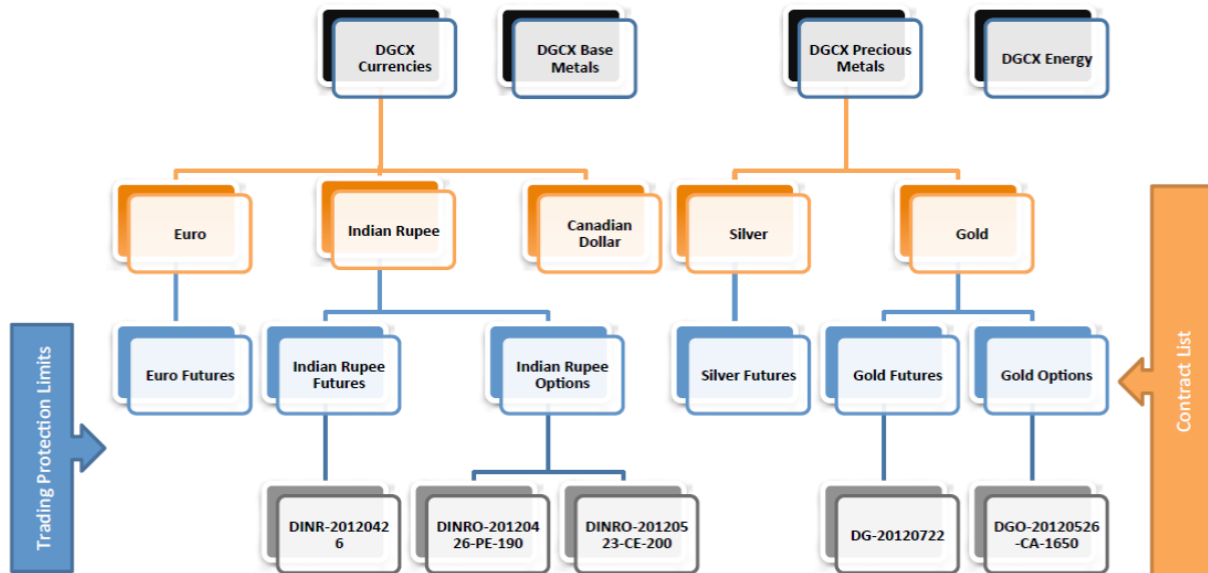 DGCX
Currencies
DGCX Base
Metals
DGCX Precious
Metals
DGCX Energy
Euro
Indian Rupee
Canadian
Dollar
Silver
Gold
Trading Protection Limits
Contract List
Euro Futures
Indian Rupee
Futures
Indian Rupee
Options
Silver Futures
Gold Futures
Gold Options
DINR-2012042
6
DINRO-201204
26-PE-190
DINRO-201205
23-CE-200
DG-20120722
DGO-20120526
-CA-1650